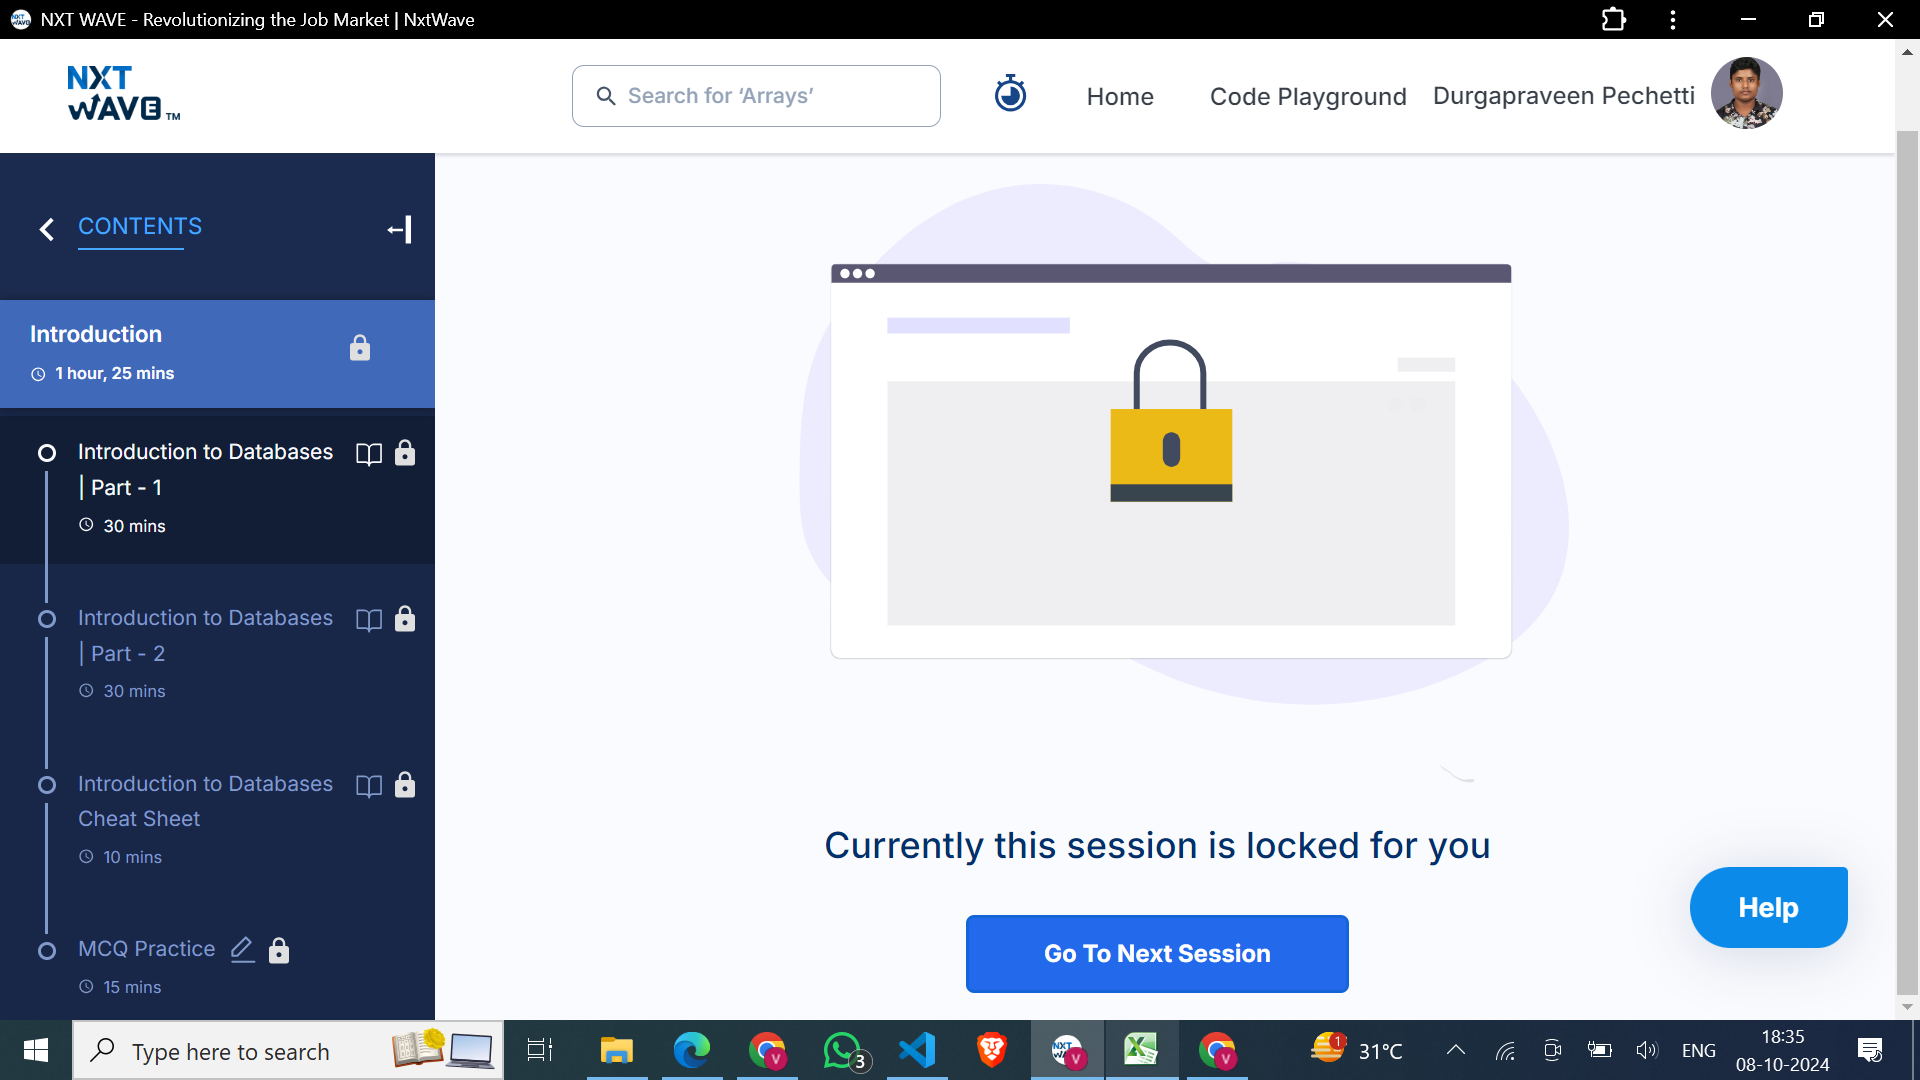 NXT WAVE - Revolutionizing the Job Market | NxtWave
NXT
WAVE TM
Search for ‘Arrays’
Home
Code Playground
Durgapraveen Pechetti
CONTENTS
Introduction
1 hour, 25 mins
Introduction to Databases
| Part - 1
30 mins
Introduction to Databases
| Part - 2
30 mins
Introduction to Databases
Cheat Sheet
10 mins
MCQ Practice
15 mins
Currently this session is locked for you
Go To Next Session
Help
Type here to search
V
3
NXT
V
V
1
31°C
ENG
18:35
08-10-2024